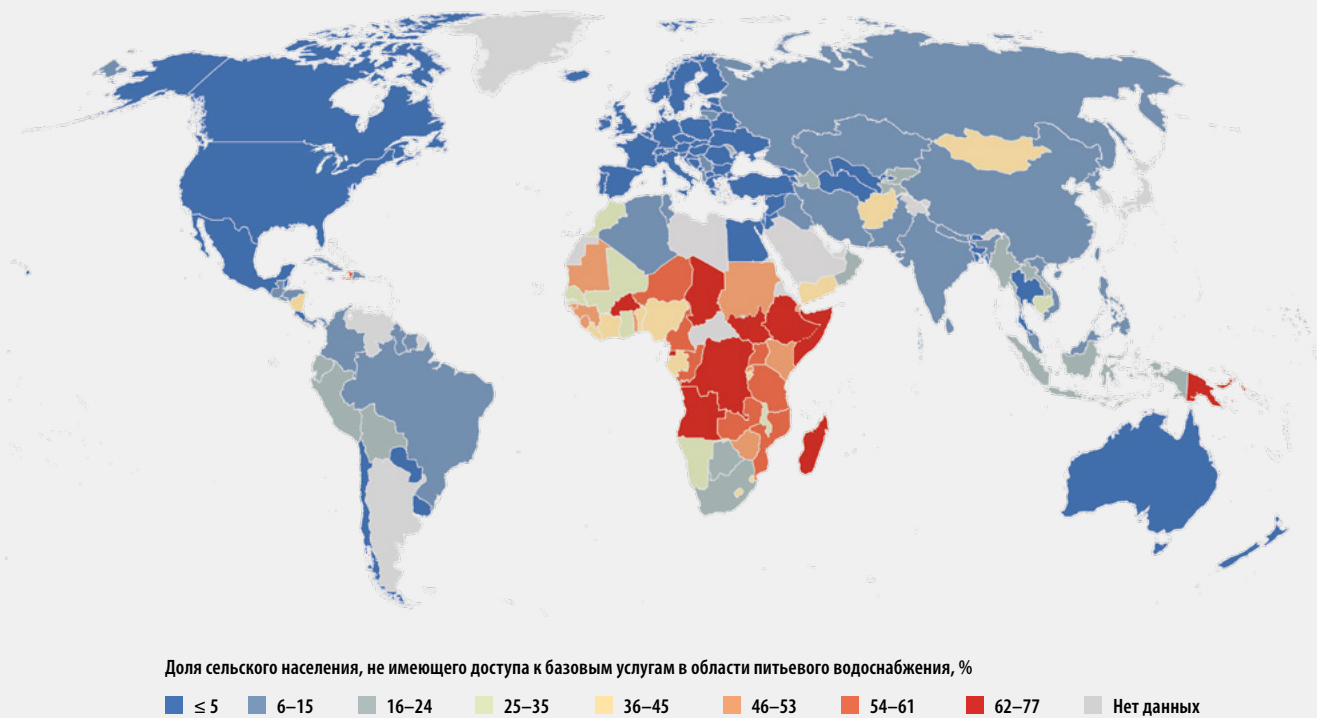 Доля сельского населения, не имеющего доступа к базовым услугам в области питьевого водоснабжения, %
≤ 5 6–15 16–24 25–35 36–45 46–53 54–61 62–77 Нет данных